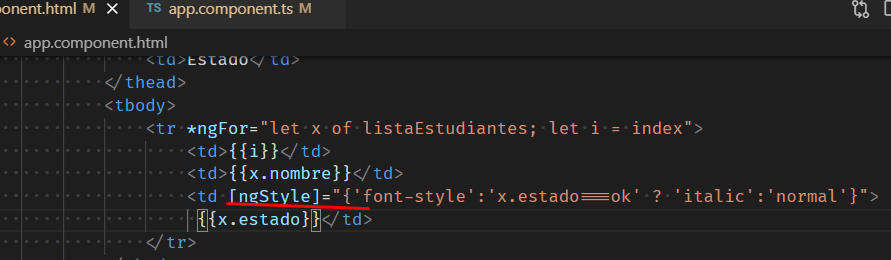 onent.html M ✕ TS app.component.ts M
<> app.component.html
<td>Estado</td>
</thead>
<tbody>
<tr *ngFor="let x of listaEstudiantes; let i = index">
<td>{{i}}</td>
<td>{{x.nombre}}</td>
<td [ngStyle]="{'font-style':'x.estado===ok' ? 'italic':'normal'}">
{{x.estado}}</td>
</tr>